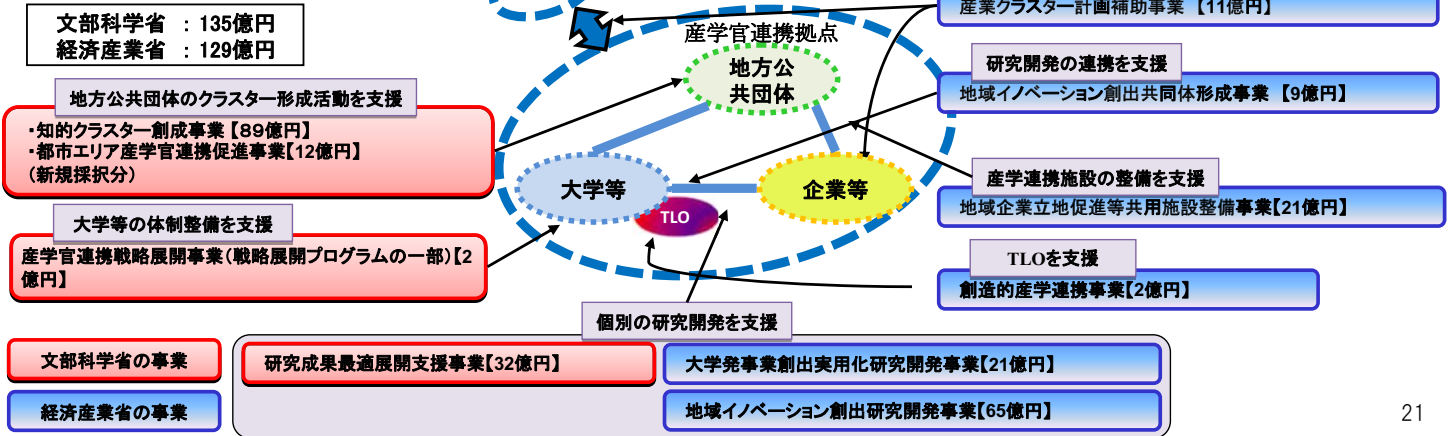 文部科学省 : 135億円
経済産業省 : 129億円
産業クラスター計画補助事業 【11億円】
産学官連携拠点
地方公
共団体
研究開発の連携を支援
地域イノベーション創出共同体形成事業 【9億円】
地方公共団体のクラスター形成活動を支援
・知的クラスター創成事業【89億円】
・都市エリア産学官連携促進事業【12億円】
(新規採択分)
大学等
企業等
TLO
産学連携施設の整備を支援
地域企業立地促進等共用施設整備事業【21億円】
大学等の体制整備を支援
産学官連携戦略展開事業(戦略展開プログラムの一部)【2
億円】
TLOを支援
創造的産学連携事業【2億円】
個別の研究開発を支援
文部科学省の事業
研究成果最適展開支援事業【32億円】
大学発事業創出実用化研究開発事業【21億円】
経済産業省の事業
地域イノベーション創出研究開発事業【65億円】
21